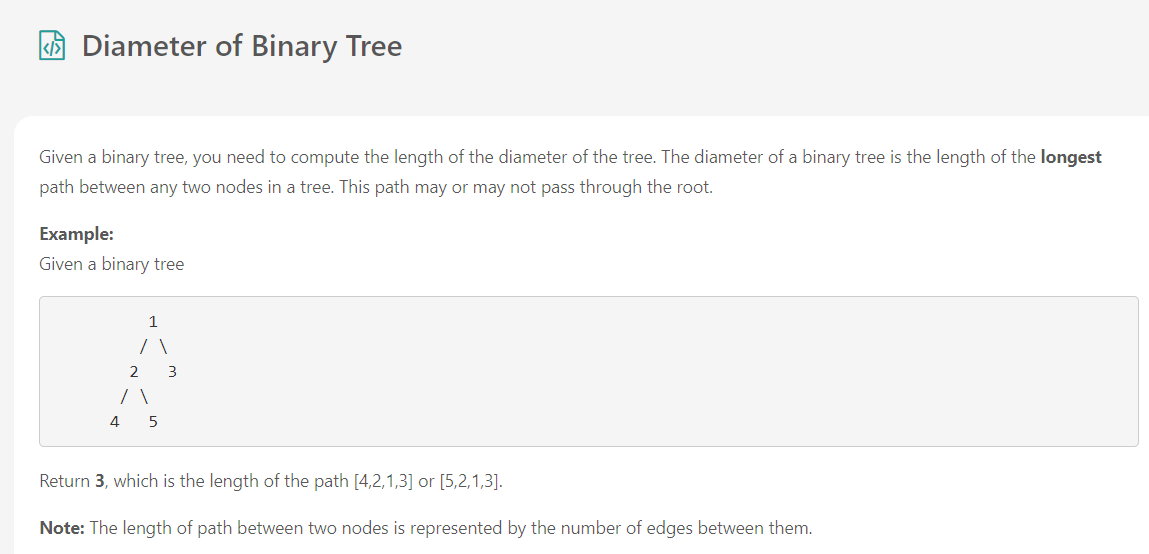 Diameter of Binary Tree
Given a binary tree, you need to compute the length of the diameter of the tree. The diameter of a binary tree is the length of the longest
path between any two nodes in a tree. This path may or may not pass through the root.
Example:
Given a binary tree
1
/ \
2 3
/ \
4 5
Return 3, which is the length of the path [4,2,1,3] or [5,2,1,3].
Note: The length of path between two nodes is represented by the number of edges between them.